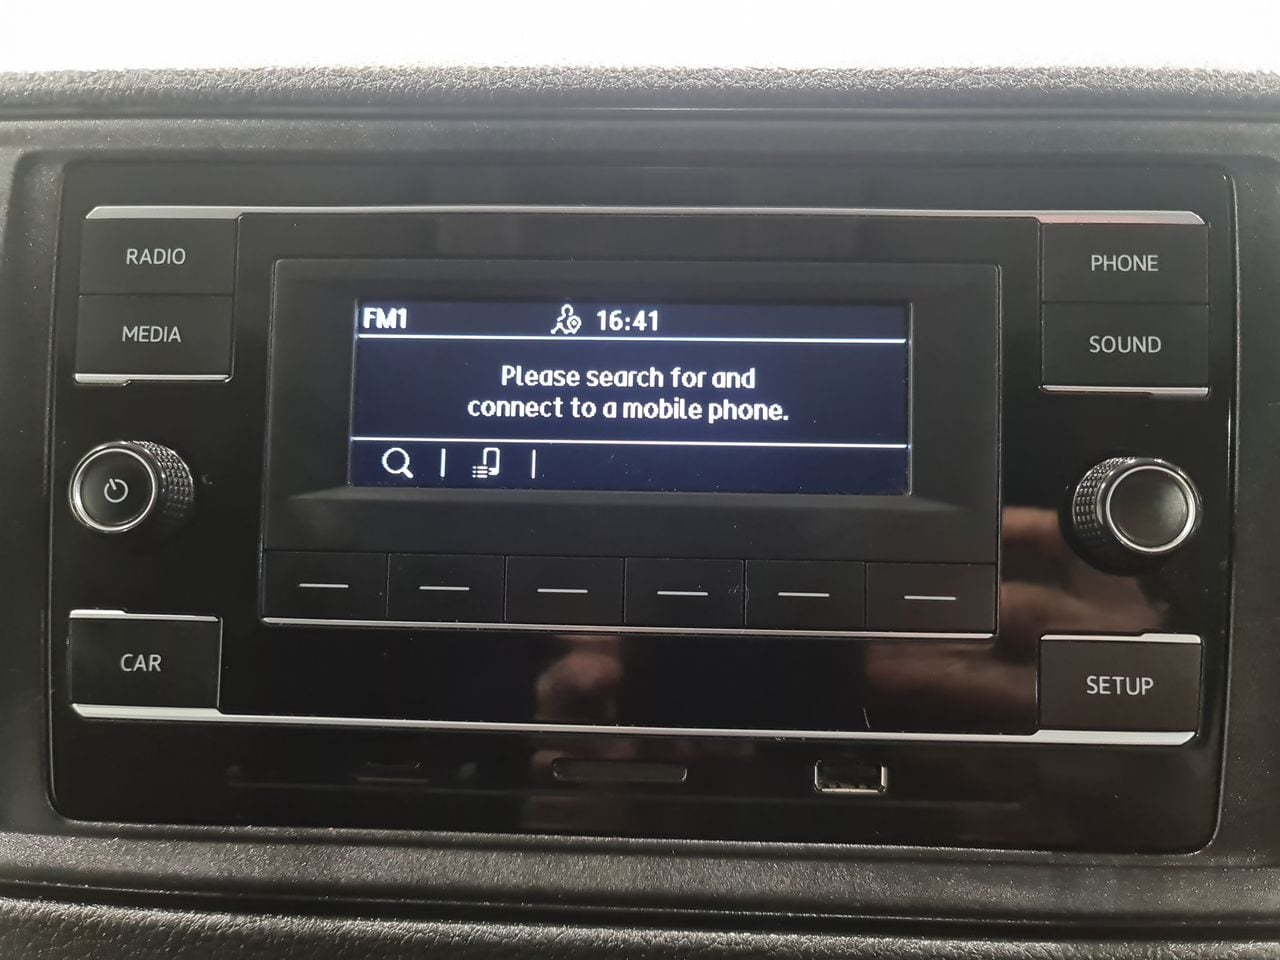 RADIO
MEDIA
FM1 16:41
Please search for and
connect to a mobile phone.
PHONE
SOUND
CAR
SETUP